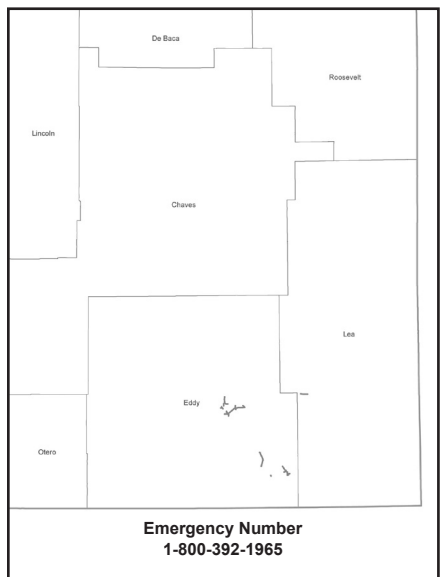 De Baca
Roosevelt
Lincoln
Chaves
Lea
Eddy
Otero
Emergency Number
1-800-392-1965